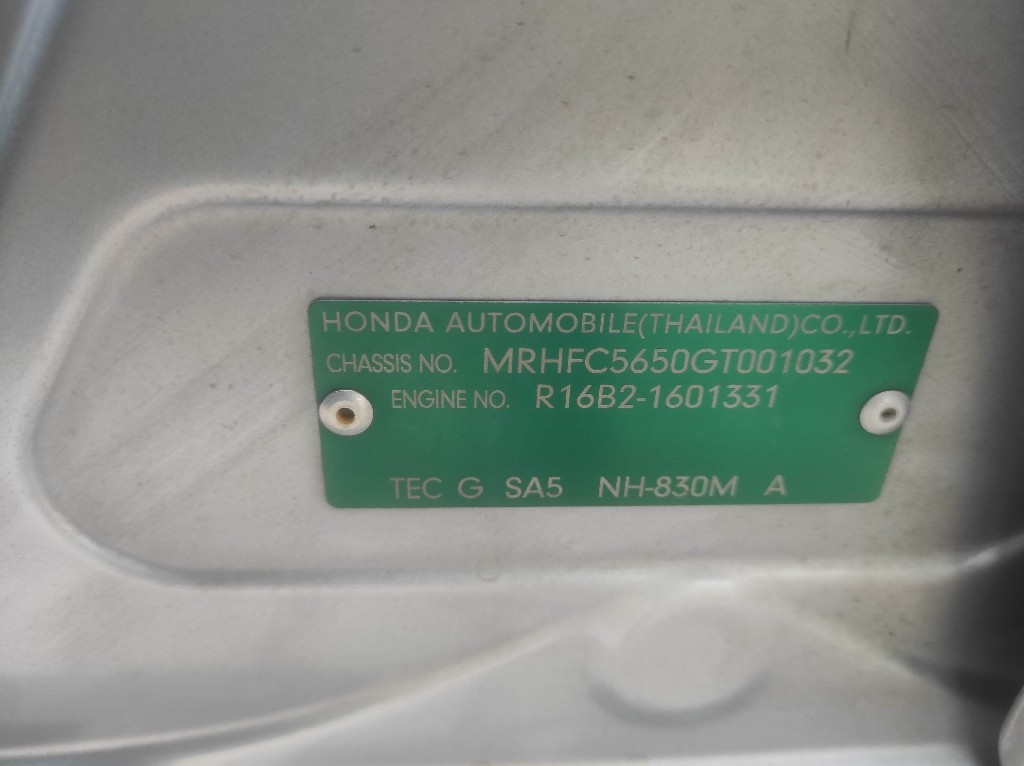 HONDA AUTOMOBILE(THAILAND)CO.,LTD.
CHASSIS NO. MRHFC5650GT001032
ENGINE NO. R16B2-1601331
TEC G SA5 NH-830M A